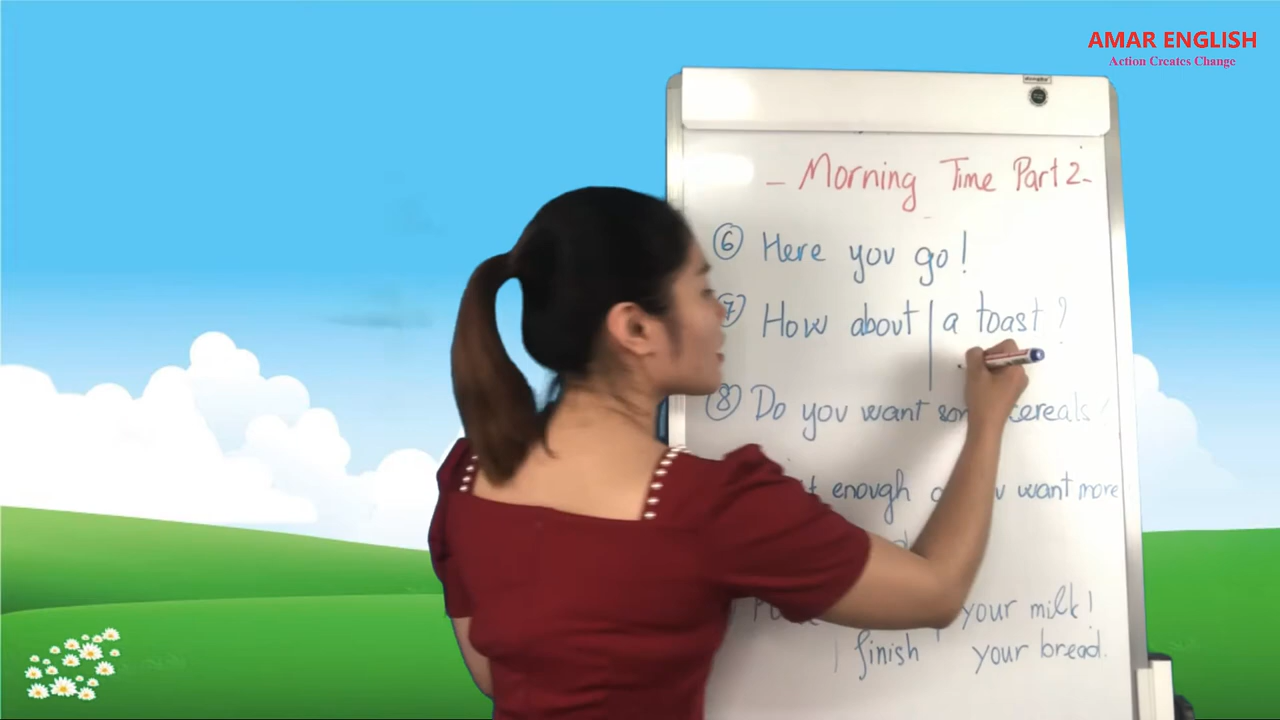 AMAR ENGLISH
Action Creates Change
- Morning Time Part 2-
6 Here you go!
7 How about | a toast ?
8 Do you want cereals
enough want more
your milk!
finish your bread.